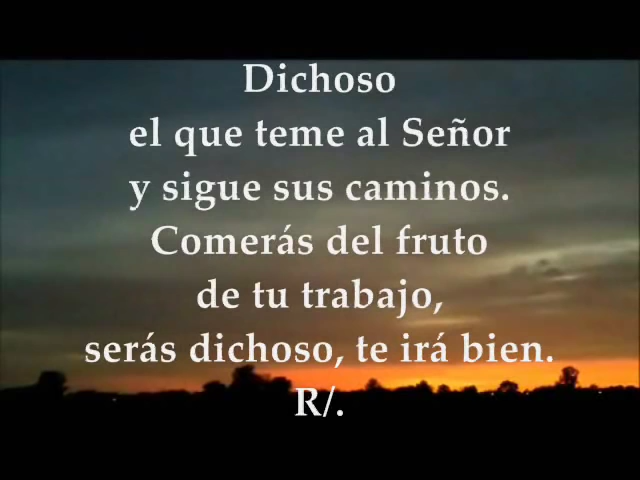 Dichoso
el que teme al Señor
y sigue sus caminos.
Comerás del fruto
de tu trabajo,
serás dichoso, te irá bien.
R/.